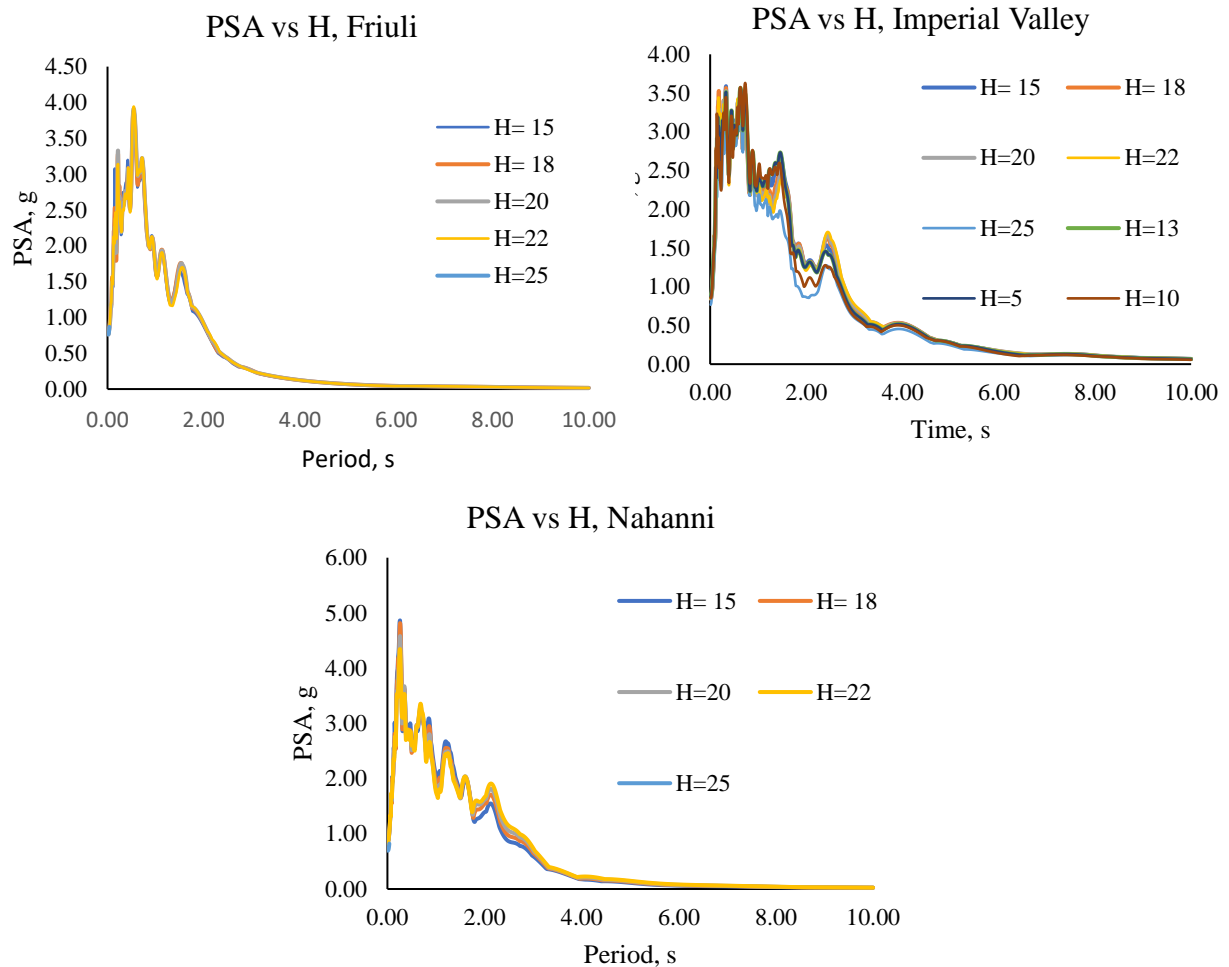 PSA vs H, Friuli
PSA, g
4.50
4.00
3.50
3.00
2.50
2.00
1.50
1.00
0.50
0.00
0.00 2.00 4.00 6.00 8.00 10.00
Period, s
H= 15
H= 18
H=20
H=22
H=25
PSA vs H, Imperial Valley
4.00
3.50
3.00
2.50
2.00
1.50
1.00
0.50
0.00
0.00 2.00 4.00 6.00 8.00 10.00
Time, s
H= 15 H= 18
H=20 H=22
H=25 H=13
H=5 H=10
PSA vs H, Nahanni
PSA, g
6.00
5.00
4.00
3.00
2.00
1.00
0.00
0.00 2.00 4.00 6.00 8.00 10.00
Period, s
H= 15 H= 18
H=20 H=22
H=25